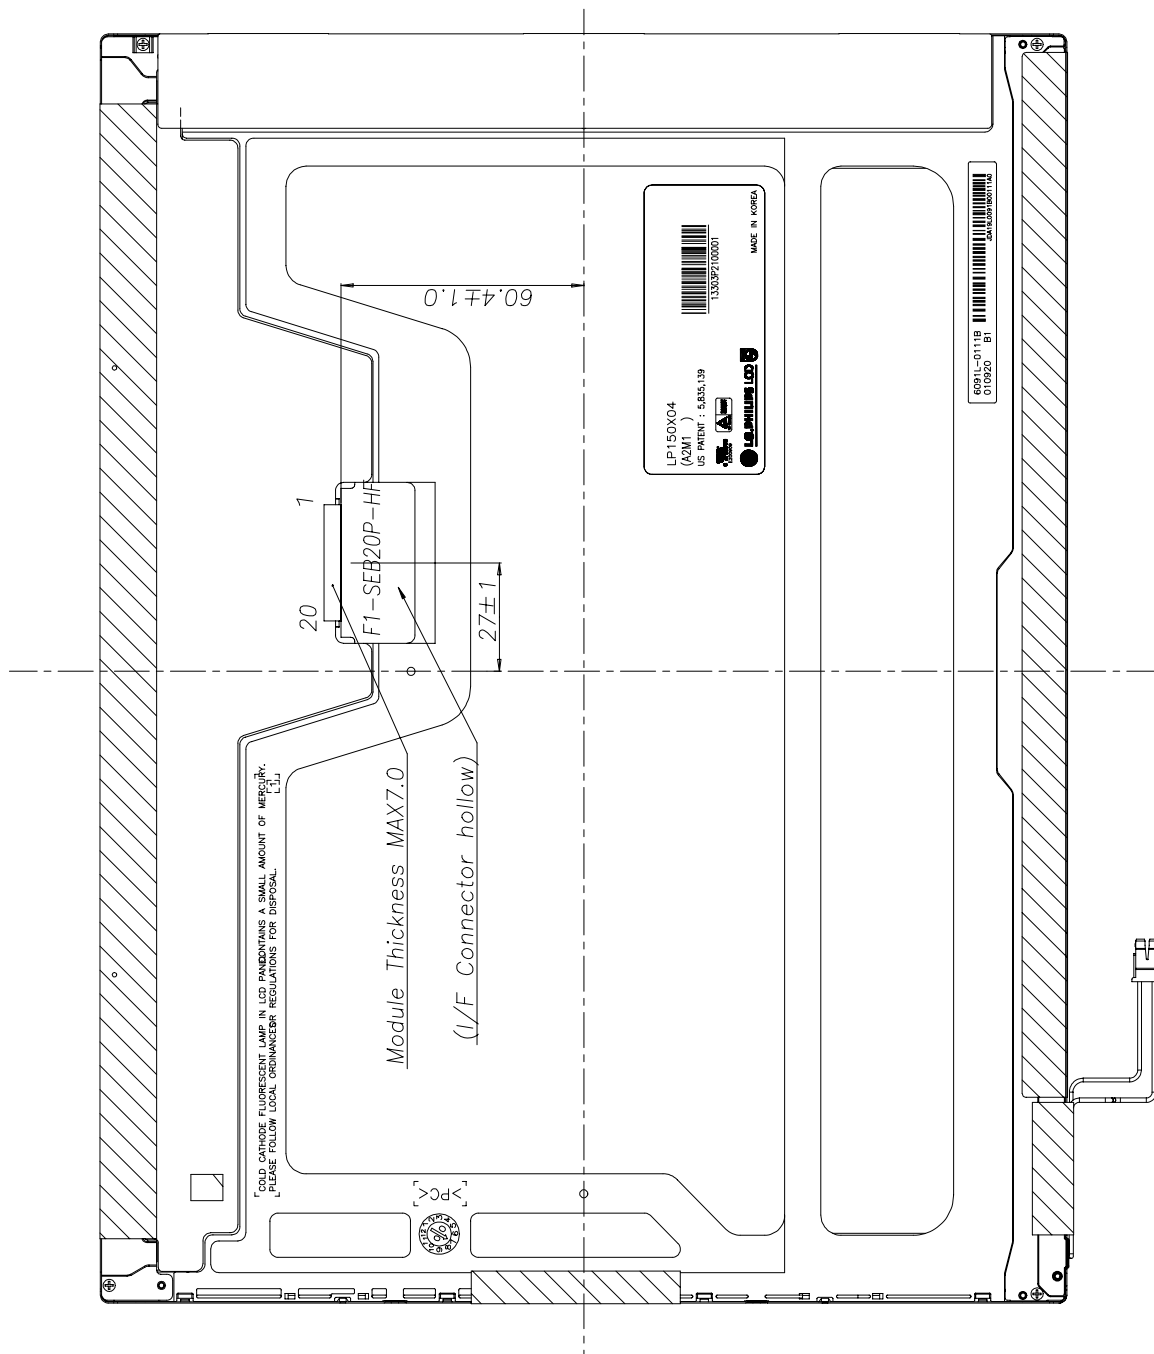 60.4±1.0
MADE IN KOREA
13303P2100001
LP150X04
(A2M1 )
US PATENT : 5,835,139
LG.PHILIPS LCD
6091L-0111B
010920 B1
1
20
F1-SEB20P-HF
27±1
Module Thickness MAX7.0
(I/F Connector hollow)
[1]
COLD CATHODE FLUORESCENT LAMP IN LCD PANEL CONTAINS A SMALL AMOUNT OF MERCURY.
PLEASE FOLLOW LOCAL ORDINANCES OR REGULATIONS FOR DISPOSAL.
>PC<